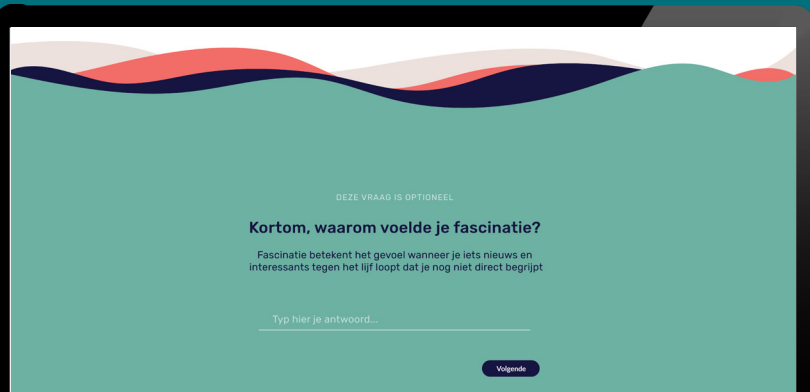 DEZE VRAAG IS OPTIONEEL
Kortom, waarom voelde je fascinatie?
Fascinatie betekent het gevoel wanneer je iets nieuws en
interessants tegen het lijf loopt dat je nog niet direct begrijpt
Typ hier je antwoord...
Volgende